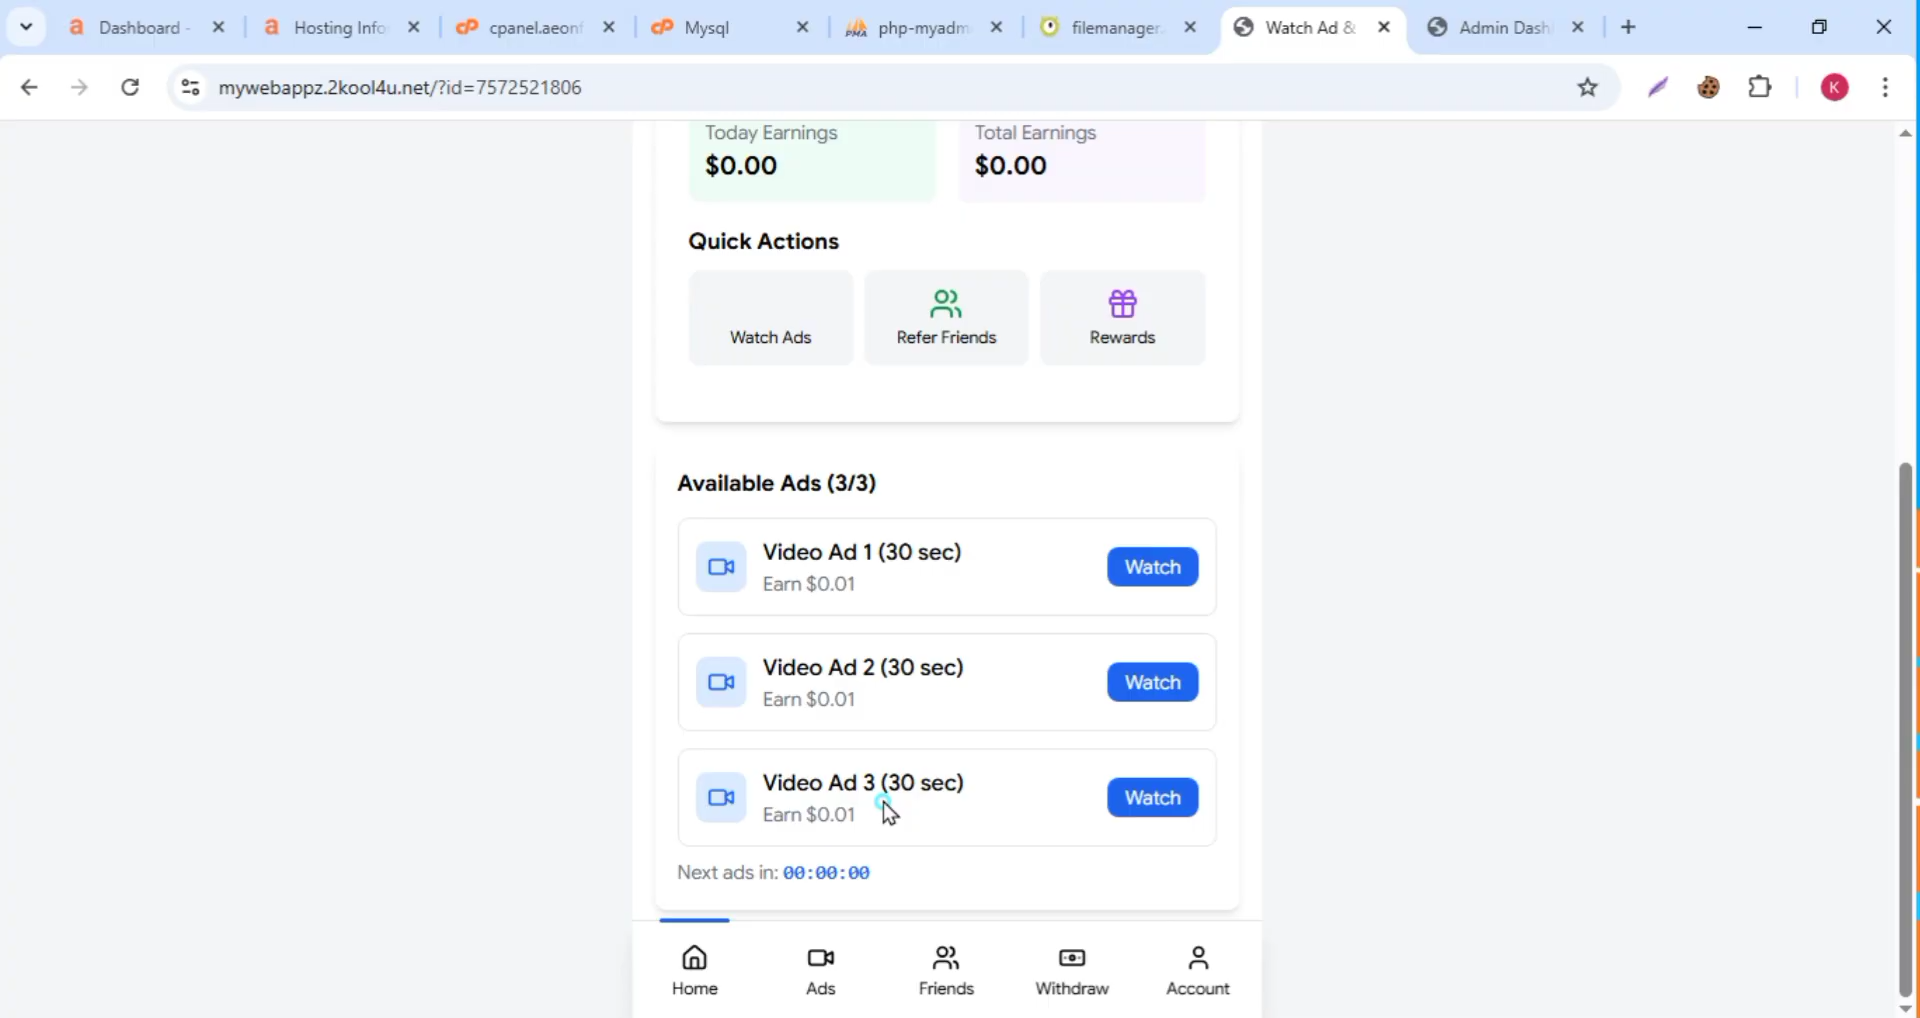 Dashboard -
Hosting Info
cpanel.aeonf
Mysql
php-myadm
filemanager.
Watch Ad &
Admin Dash
mywebappz.2kool4u.net/?id=7572521806
K
Today Earnings
$0.00
Total Earnings
$0.00
Quick Actions
Watch Ads
Refer Friends
Rewards
Available Ads (3/3)
Video Ad 1 (30 sec)
Earn $0.01
Watch
Video Ad 2 (30 sec)
Earn $0.01
Watch
Video Ad 3 (30 sec)
Earn $0.01
Watch
Next ads in: 00:00:00
Home
Ads
Friends
Withdraw
Account